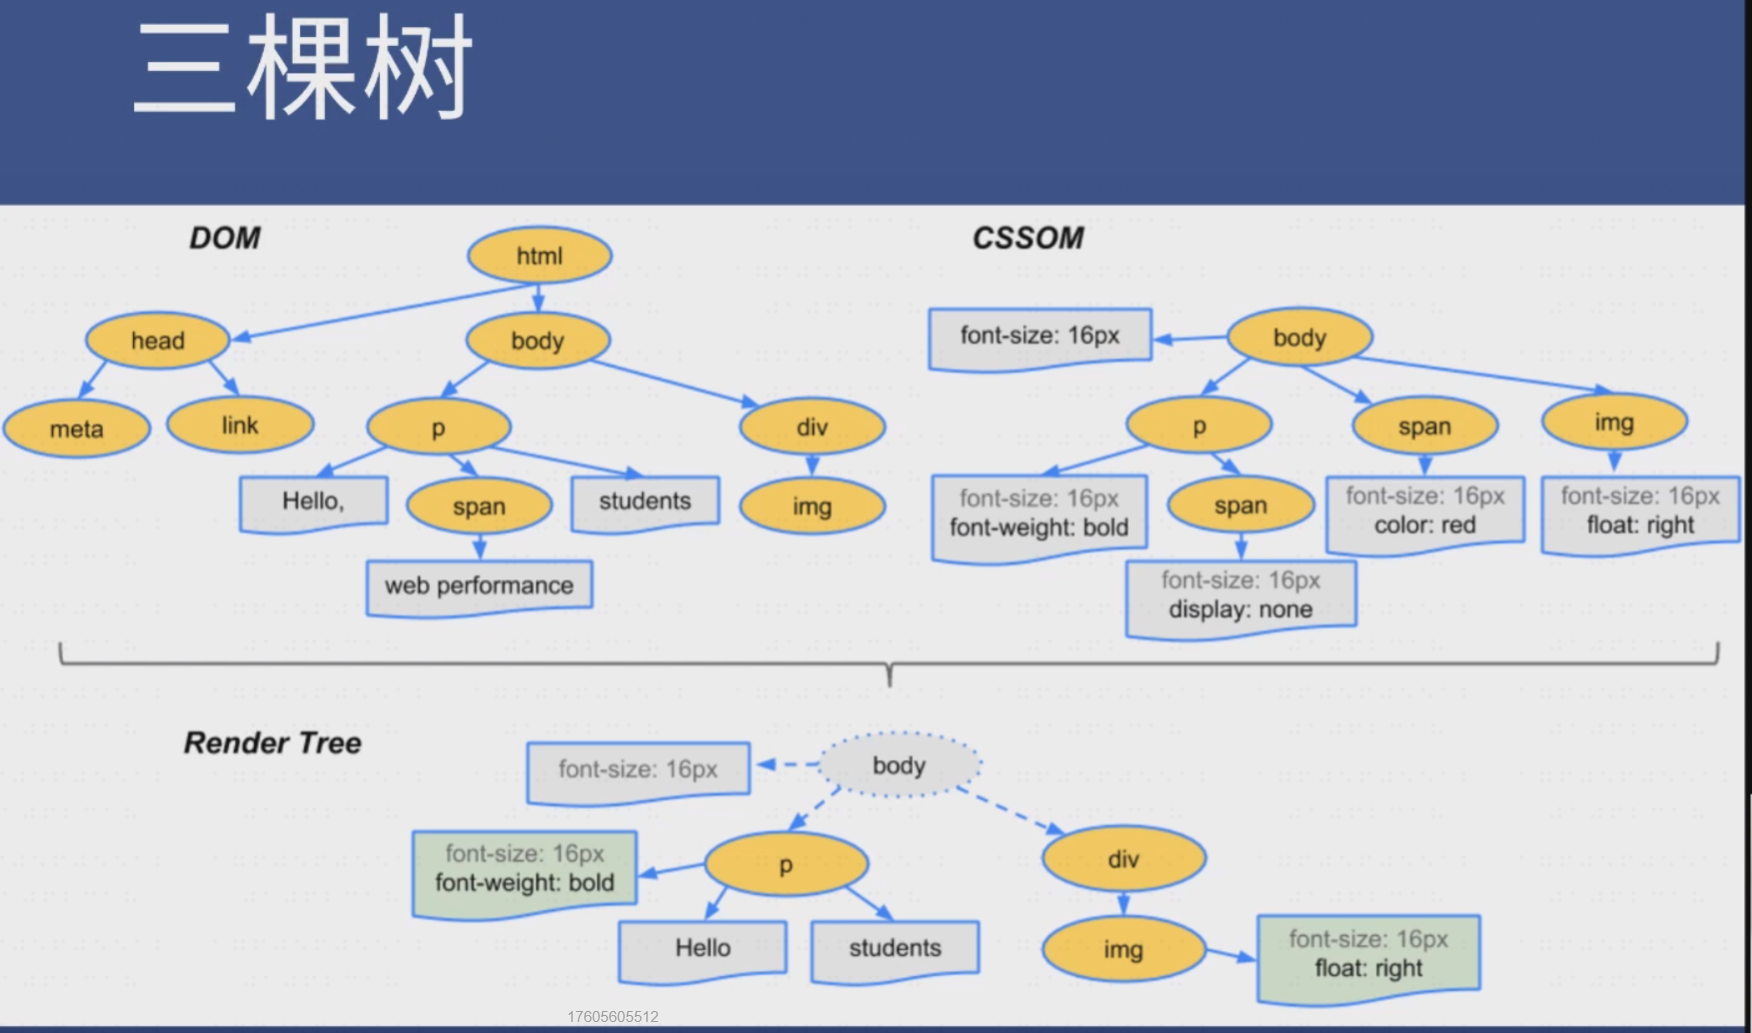 三棵树
DOM
CSSOM
html
head
body
font-size: 16px
body
meta
link
p
div
p
span
img
Hello,
span
students
img
font-size: 16px
font-weight: bold
span
font-size: 16px
color: red
font-size: 16px
float: right
web performance
font-size: 16px
display: none
Render Tree
font-size: 16px
body
font-size: 16px
font-weight: bold
p
div
Hello
students
img
font-size: 16px
float: right
17605605512